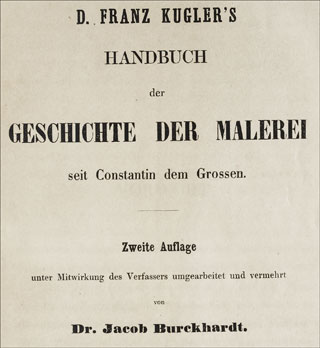 D. FRANZ KUGLER'S
HANDBUCH
der
GESCHICHTE DER MALEREI
seit Constantin dem Grossen.
Zweite Auflage
unter Mitwirkung des Verfassers umgearbeitet und vermehrt
von
Dr. Jacob Burckhardt.